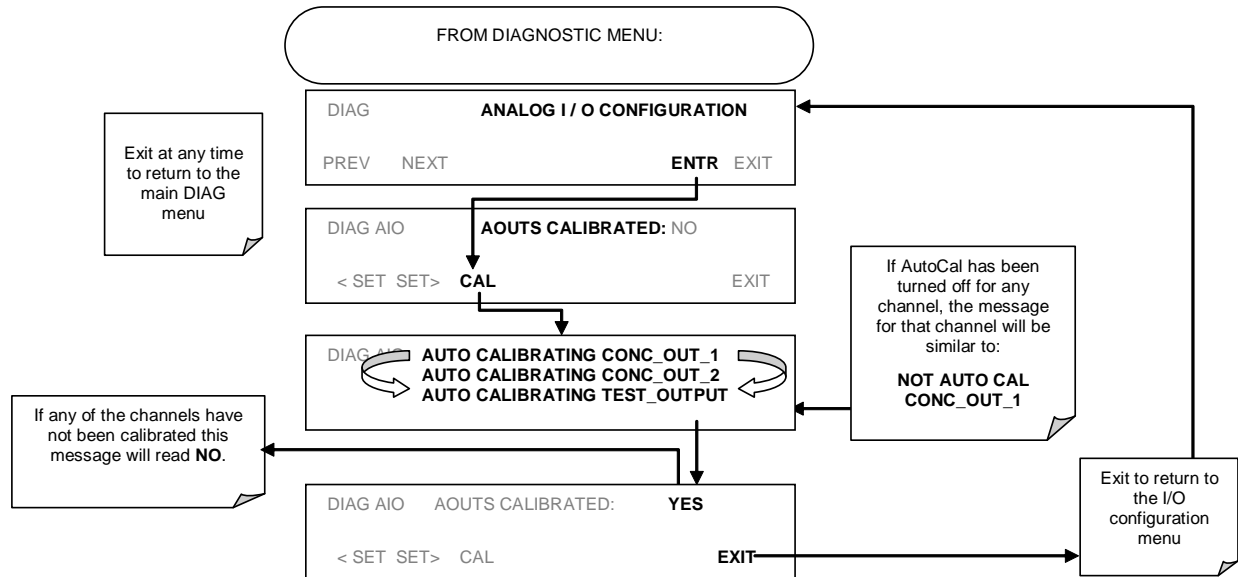 FROM DIAGNOSTIC MENU:
DIAG ANALOG I / O CONFIGURATION
PREV NEXT ENTR EXIT
Exit at any time
to return to the
main DIAG
menu
DIAG AIO AOUTS CALIBRATED: NO
< SET SET> CAL EXIT
If AutoCal has been
turned off for any
channel, the message
for that channel will be
similar to:
NOT AUTO CAL
CONC_OUT_1
DIAG AIO AUTO CALIBRATING CONC_OUT_1
AUTO CALIBRATING CONC_OUT_2
AUTO CALIBRATING TEST_OUTPUT
If any of the channels have
not been calibrated this
message will read NO.
DIAG AIO AOUTS CALIBRATED: YES
< SET SET> CAL EXIT
Exit to return to
the I/O
configuration
menu